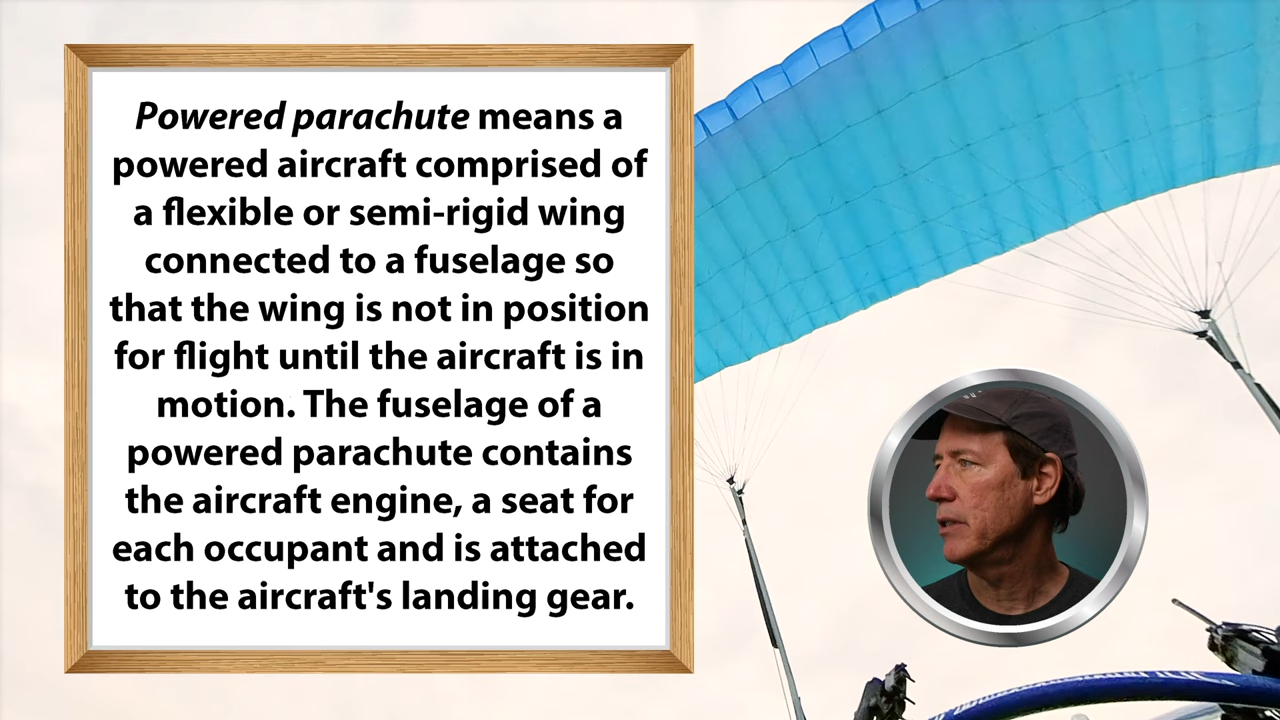 Powered parachute means a
powered aircraft comprised of
a flexible or semi-rigid wing
connected to a fuselage so
that the wing is not in position
for flight until the aircraft is in
motion. The fuselage of a
powered parachute contains
the aircraft engine, a seat for
each occupant and is attached
to the aircraft's landing gear.